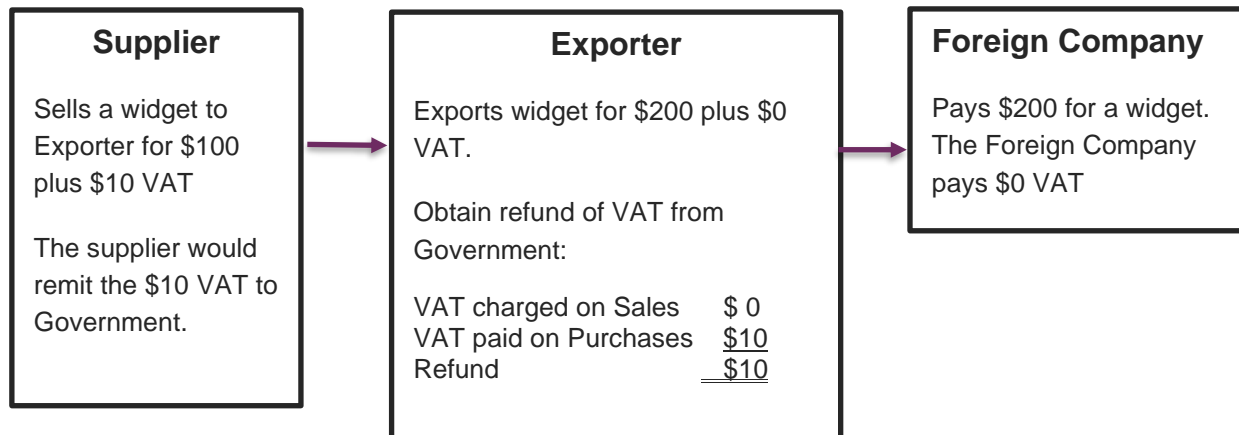 Supplier
Sells a widget to
Exporter for $100
plus $10 VAT
The supplier would
remit the $10 VAT to
Government.
Exporter
Exports widget for $200 plus $0
VAT.
Obtain refund of VAT from
Government:
VAT charged on Sales $ 0
VAT paid on Purchases $10
Refund $10
Foreign Company
Pays $200 for a widget.
The Foreign Company
pays $0 VAT